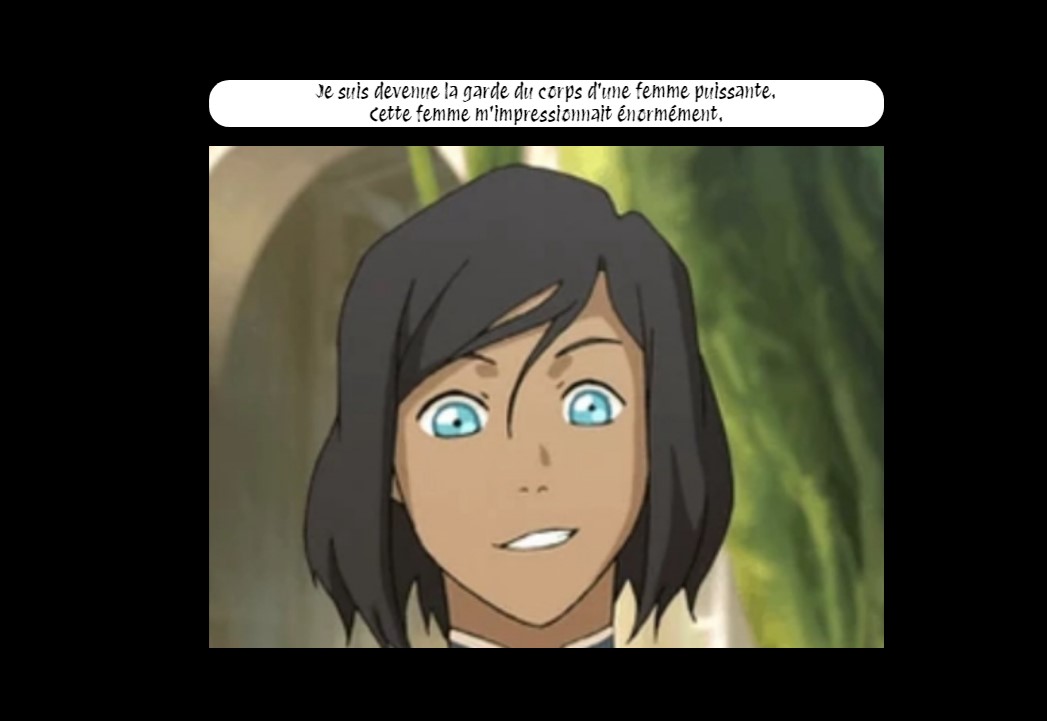 Je suis devenue la garde du corps d'une femme puissante.
Cette femme m'impressionnait énormément.